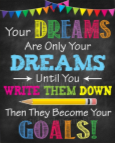 Your DREAMS
Are Only Your
DREAMS
Until You
WRITE THEM DOWN
Then They Become Your
GOALS!